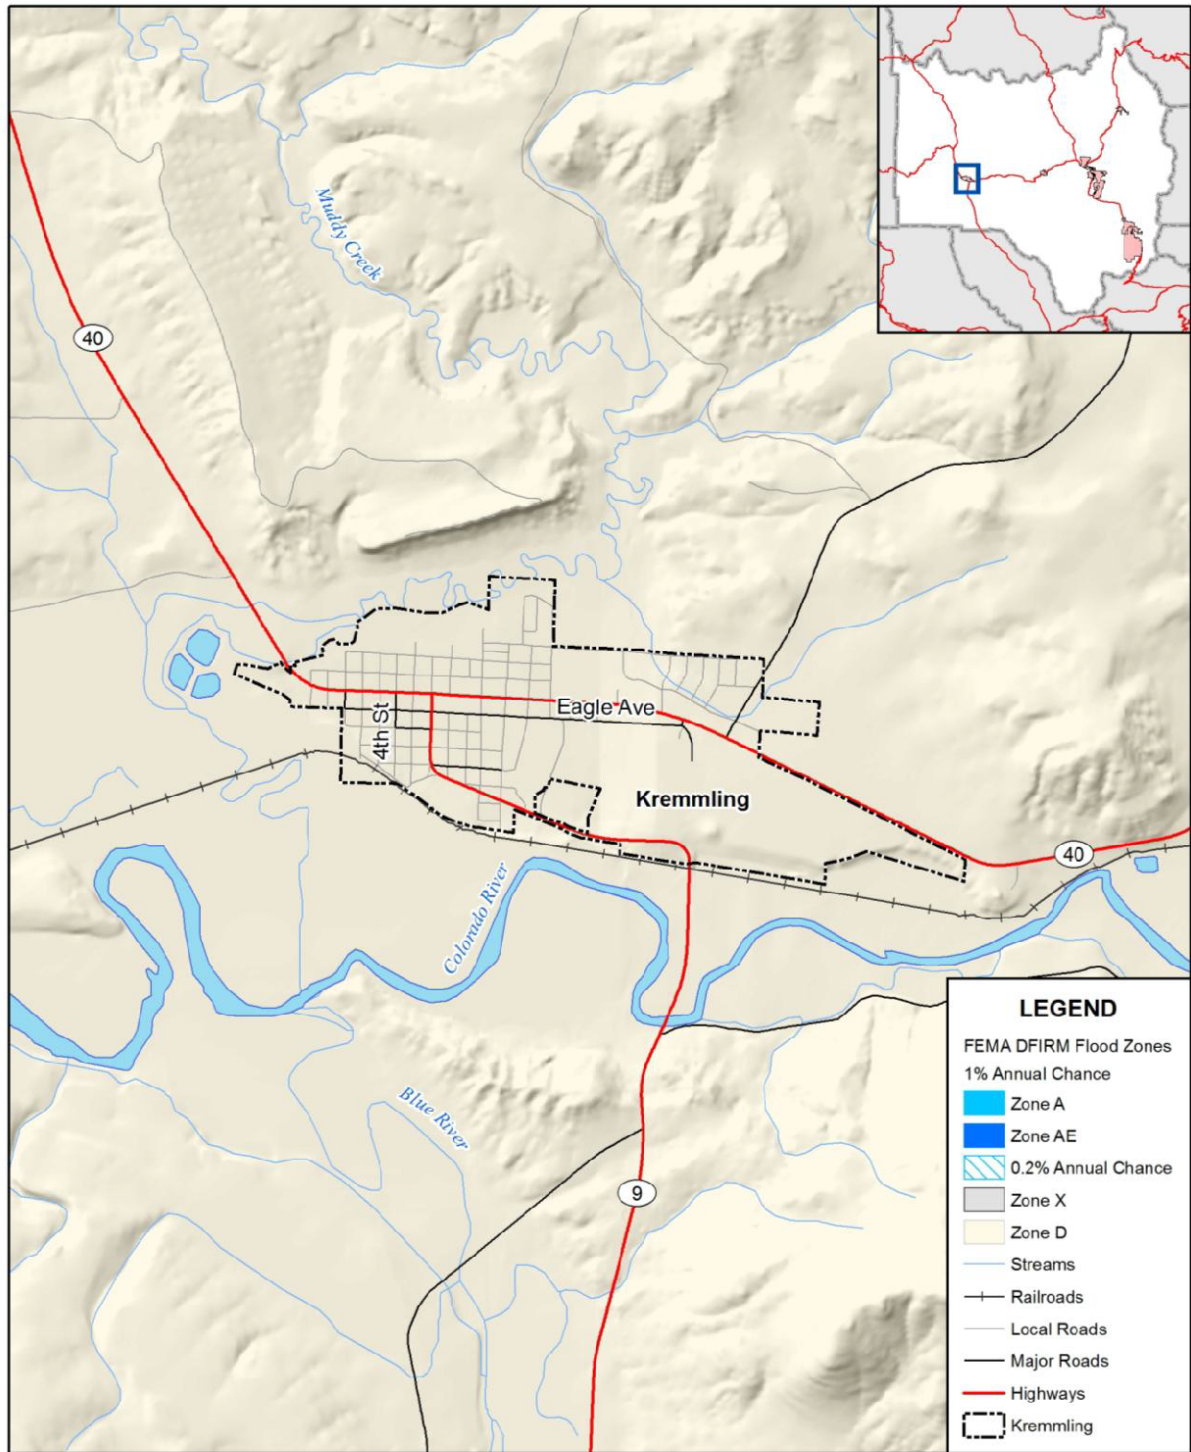 Muddy Creek
40
Eagle Ave
4th St
Kremmling
40
Colorado River
Blue River
9
LEGEND
FEMA DFIRM Flood Zones
1% Annual Chance
Zone A
Zone AE
0.2% Annual Chance
Zone X
Zone D
Streams
Railroads
Local Roads
Major Roads
Highways
Kremmling